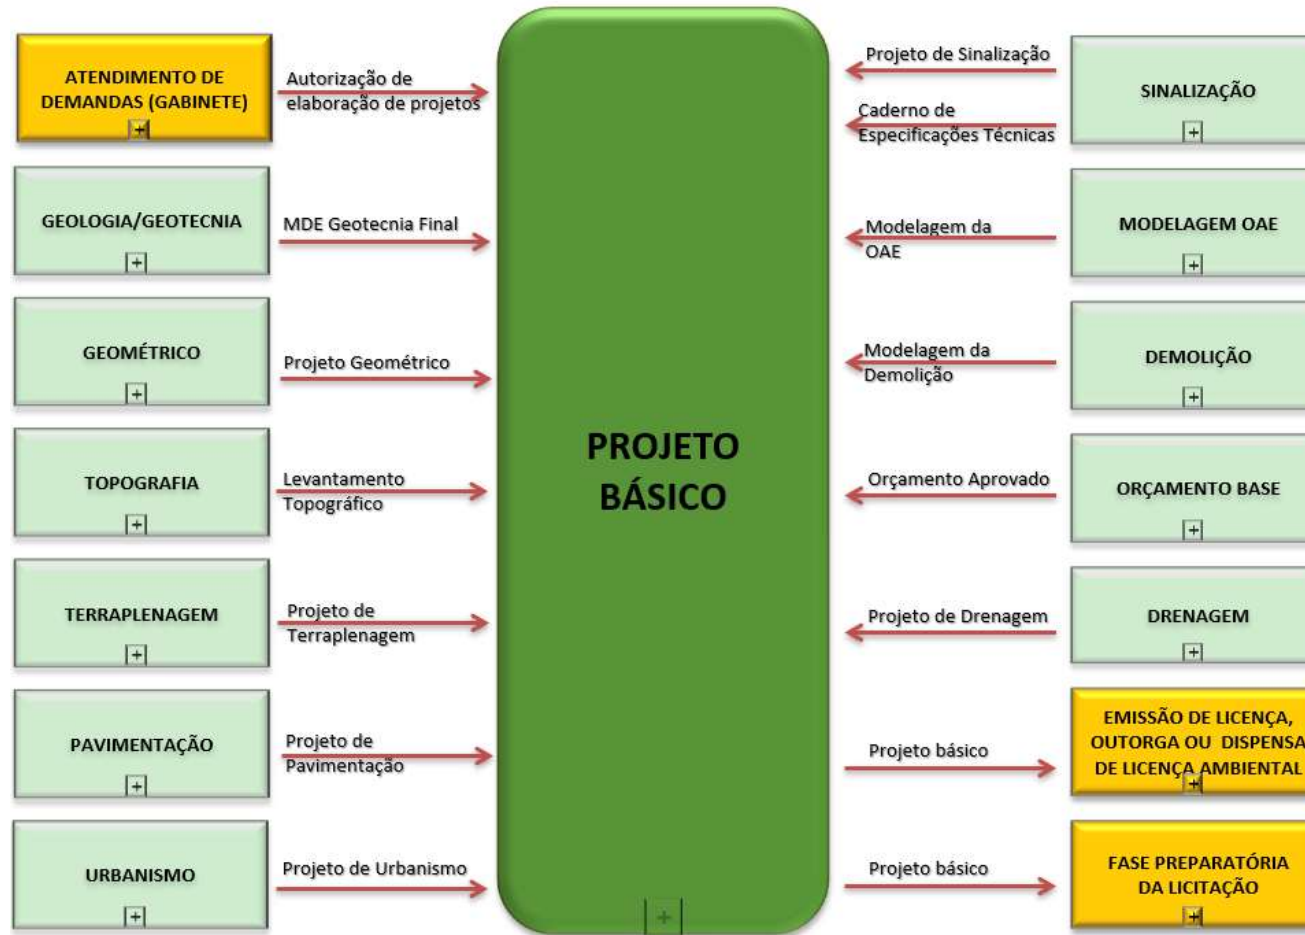 ATENDIMENTO DE
DEMANDAS (GABINETE)
Autorização de
elaboração de projetos
GEOLOGIA/GEOTECNIA
MDE Geotecnia Final
GEOMÉTRICO
Projeto Geométrico
TOPOGRAFIA
Levantamento
Topográfico
TERRAPLENAGEM
Projeto de
Terraplenagem
PAVIMENTAÇÃO
Projeto de
Pavimentação
URBANISMO
Projeto de Urbanismo
PROJETO
BÁSICO
Projeto de Sinalização
Caderno de
Especificações Técnicas
SINALIZAÇÃO
Modelagem da
OAE
MODELAGEM OAE
Modelagem da
Demolição
DEMOLIÇÃO
Orçamento Aprovado
ORÇAMENTO BASE
Projeto de Drenagem
DRENAGEM
Projeto básico
EMISSÃO DE LICENÇA,
OUTORGA OU DISPENSA
DE LICENÇA AMBIENTAL
Projeto básico
FASE PREPARATÓRIA
DA LICITAÇÃO